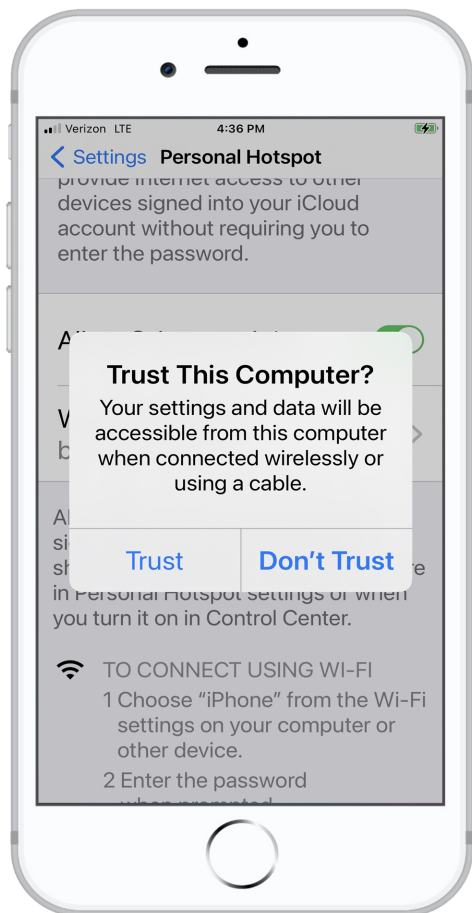 Verizon LTE 4:36 PM
Settings Personal Hotspot
provide internet access to other
devices signed into your iCloud
account without requiring you to
enter the password.
Trust This Computer?
Your settings and data will be
accessible from this computer
when connected wirelessly or
using a cable.
Trust Don't Trust
in Personal Hotspot settings or when
you turn it on in Control Center.
TO CONNECT USING WI-FI
1 Choose “iPhone” from the Wi-Fi
settings on your computer or
other device.
2 Enter the password
when prompted